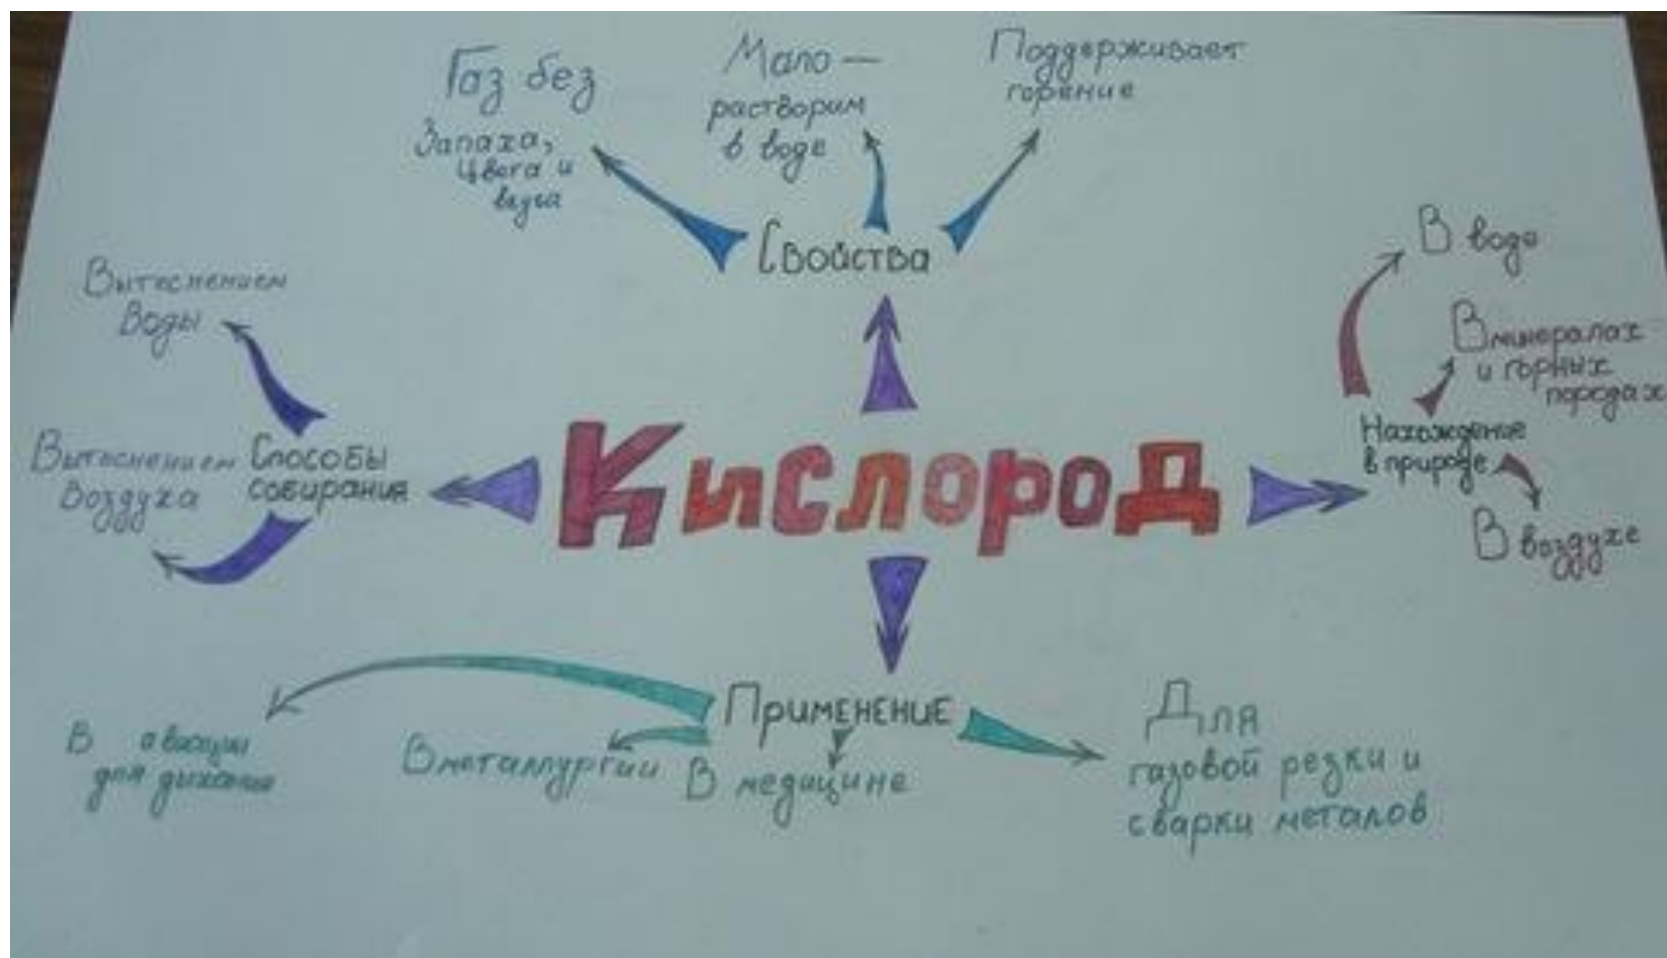 Газ без
запаха,
цвета и
вкуса
Мало-
растворим
в воде
Поддерживает
горение
Свойства
В воде
В минералах
и горных
породах
Нахождение
в природе
В воздухе
Вытеснением
воды
Вытеснением
воздуха
Способы
собирания
Кислород
Применение
В авиации
для дыхания
В металлургии
В медицине
Для
газовой резки и
сварки металов